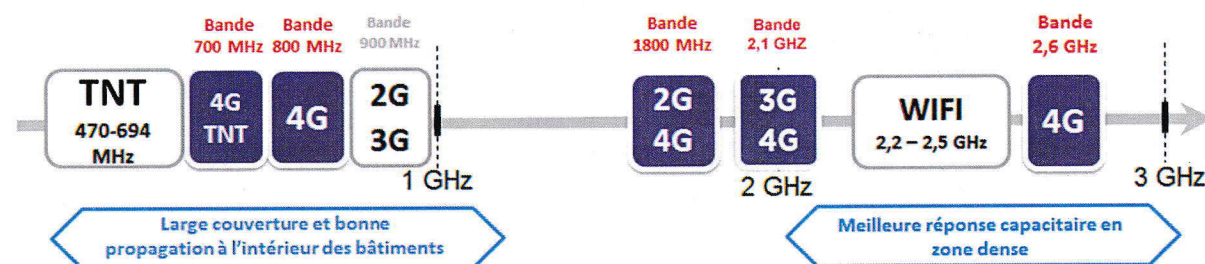 Bande
700 MHz
Bande
800 MHz
Bande
900 MHz
Bande
1800 MHz
Bande
2,1 GHZ
Bande
2,6 GHz
TNT
470-694
MHz
4G
TNT
4G
2G
3G
2G
4G
3G
4G
WIFI
2,2 – 2,5 GHz
4G
1 GHz
2 GHz
3 GHz
Large couverture et bonne
propagation à l'intérieur des bâtiments
Meilleure réponse capacitaire en
zone dense